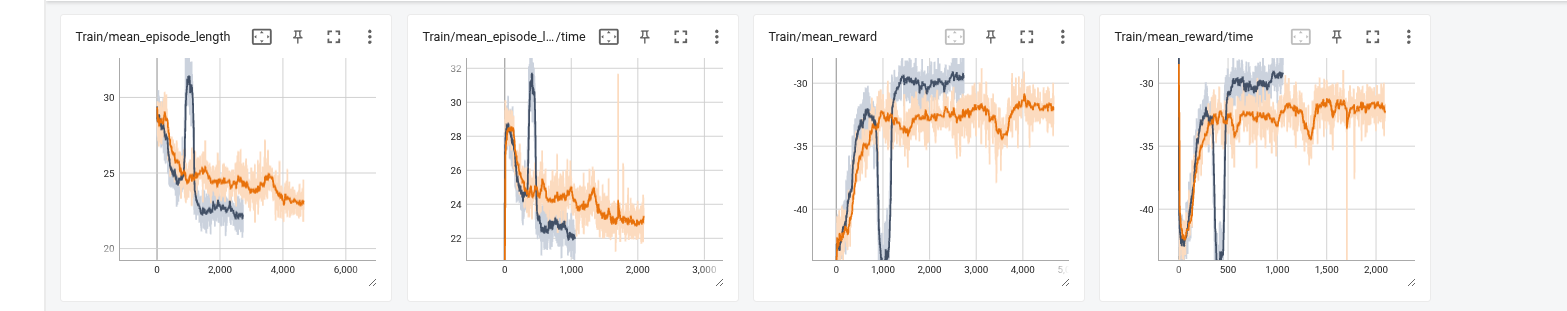 Train/mean_episode_length
30
25
20
0 2,000 4,000 6,000
Train/mean_episode_l.../time
32
30
28
26
24
22
0 1,000 2,000 3,000
Train/mean_reward
-30
-35
-40
0 1,000 2,000 3,000 4,000
Train/mean_reward/time
-30
-35
-40
0 500 1,000 1,500 2,000